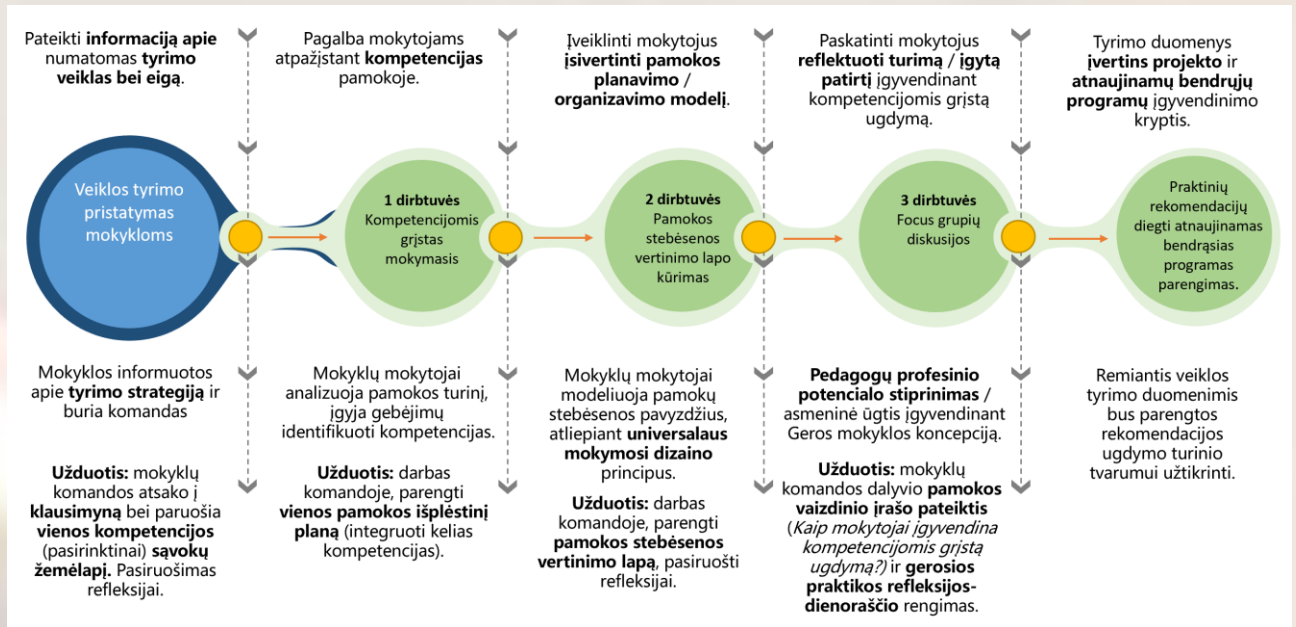 Pateikti informaciją apie
numatomas tyrimo
veiklas bei eigą.
Pagalba mokytojams
atpažįstant kompetencijas
pamokoje.
Įveiklinti mokytojus
įsivertinti pamokos
planavimo /
organizavimo modelį.
Paskatinti mokytojus
reflektuoti turimą / įgytą
patirtį įgyvendinant
kompetencijomis grįstą
ugdymą.
Tyrimo duomenys
įvertins projekto ir
atnaujinamų bendrųjų
programų įgyvendinimo
kryptis.
Veiklos tyrimo
pristatymas
mokykloms
1 dirbtuvės
Kompetencijomis
grįstas
mokymasis
2 dirbtuvės
Pamokos
stebėsenos
vertinimo lapo
kūrimas
3 dirbtuvės
Focus grupių
diskusijos
Praktinių
rekomendacijų
diegti atnaujinamas
bendrąsias
programas
parengimas.
Mokyklos informuotos
apie tyrimo strategiją ir
buria komandas
Užduotis: mokyklų
komandos atsako į
klausimyną bei paruošia
vienos kompetencijos
(pasirinktinai) sąvokų
žemėlapį. Pasiruošimas
refleksijai.
Mokyklų mokytojai
analizuoja pamokos turinį,
įgyja gebėjimų
identifikuoti kompetencijas.
Užduotis: darbas
komandoje, parengti
vienos pamokos išplėstinį
planą (integruoti kelias
kompetencijas).
Mokyklų mokytojai
modeliuoja pamokų
stebėsenos pavyzdžius,
atliepiant universalaus
mokymosi dizaino
principus.
Užduotis: darbas
komandoje, parengti
pamokos stebėsenos
vertinimo lapą, pasiruošti
refleksijai.
Pedagogų profesinio
potencialo stiprinimas /
asmeninė ūgtis įgyvendinant
Geros mokyklos koncepciją.
Užduotis: mokyklų
komandos dalyvio pamokos
vaizdinio įrašo pateiktis
(Kaip mokytojai įgyvendina
kompetencijomis grįstą
ugdymą?) ir gerosios
praktikos refleksijos-
dienoraščio rengimas.
Remiantis veiklos
tyrimo duomenimis
bus parengtos
rekomendacijos
ugdymo turinio
tvarumui užtikrinti.